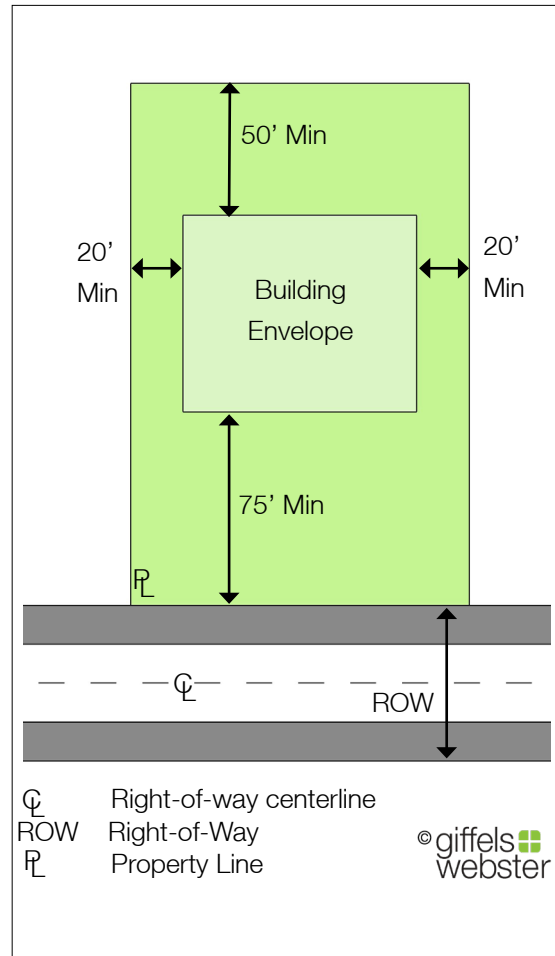 50’ Min
20’
Min
20’
Min
Building
Envelope
75’ Min
PL
CL
ROW
CL Right-of-way centerline
ROW Right-of-Way
PL Property Line
© giffels
webster